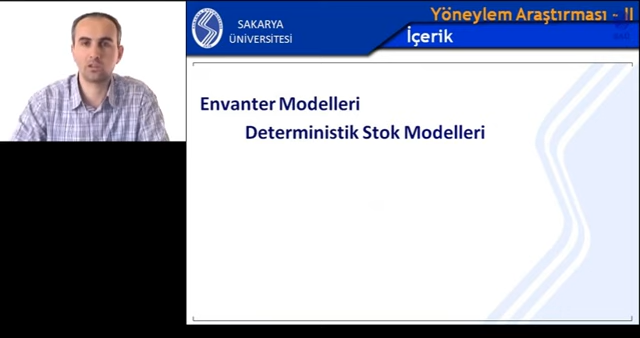 SAKARYA
ÜNİVERSİTESİ
Yöneylem Araştırması - II
İçerik
Envanter Modelleri
Deterministik Stok Modelleri